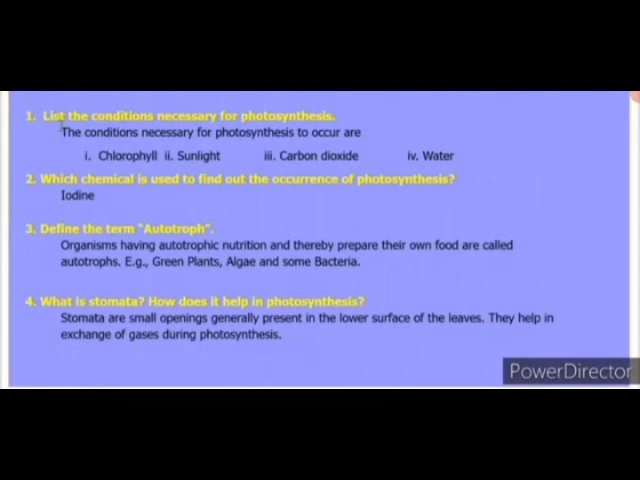 1. List the conditions necessary for photosynthesis.
The conditions necessary for photosynthesis to occur are
i. Chlorophyll ii. Sunlight iii. Carbon dioxide iv. Water
2. Which chemical is used to find out the occurrence of photosynthesis?
Iodine
3. Define the term "Autotroph".
Organisms having autotrophic nutrition and thereby prepare their own food are called
autotrophs. E.g., Green Plants, Algae and some Bacteria.
4. What is stomata? How does it help in photosynthesis?
Stomata are small openings generally present in the lower surface of the leaves. They help in
exchange of gases during photosynthesis.
PowerDirector